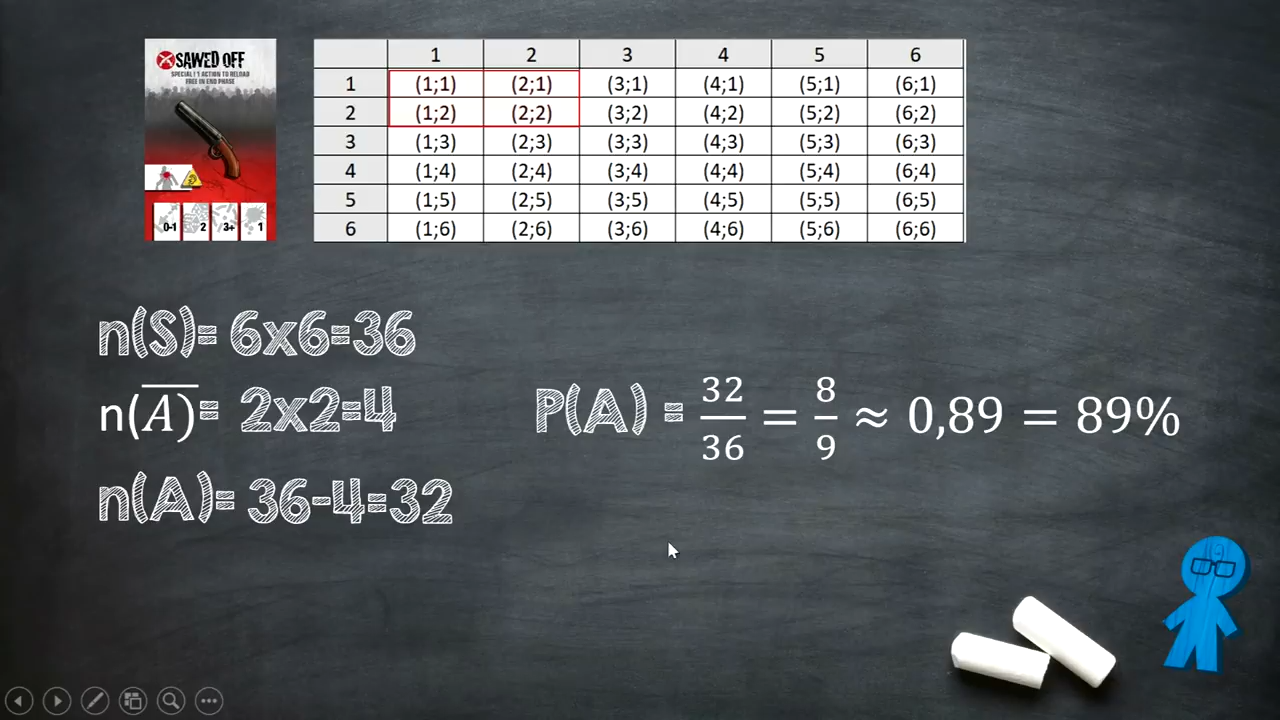 SAWED OFF
SPECIAL! 1 ACTION TO RELOAD
FREE IN END PHASE
0-1 2 3+ 1
1 2 3 4 5 6
1 (1;1) (2;1) (3;1) (4;1) (5;1) (6;1)
2 (1;2) (2;2) (3;2) (4;2) (5;2) (6;2)
3 (1;3) (2;3) (3;3) (4;3) (5;3) (6;3)
4 (1;4) (2;4) (3;4) (4;4) (5;4) (6;4)
5 (1;5) (2;5) (3;5) (4;5) (5;5) (6;5)
6 (1;6) (2;6) (3;6) (4;6) (5;6) (6;6)
n(S)= 6x6=36
n(A̅)= 2x2=4
n(A)= 36-4=32
P(A) = 32/36 = 8/9 ≈ 0,89 = 89%